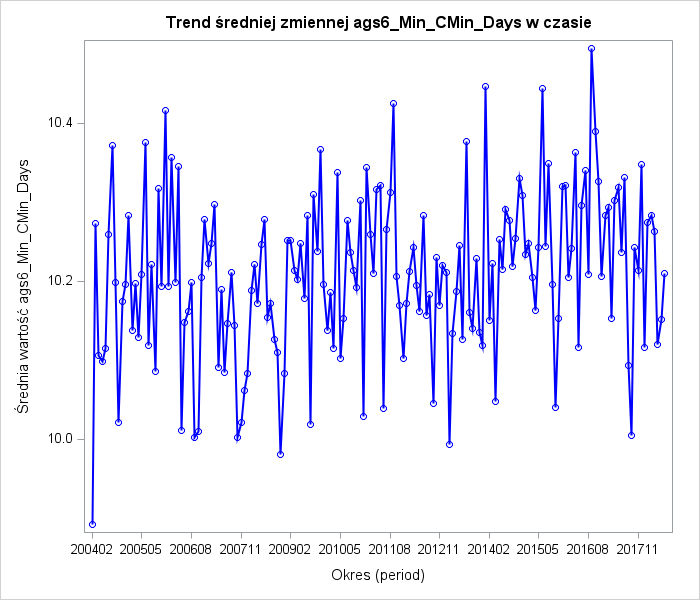 Trend średniej zmiennej ags6_Min_CMin_Days w czasie
Średnia wartość ags6_Min_CMin_Days
10.4
10.2
10.0
200402 200505 200608 200711 200902 201005 201108 201211 201402 201505 201608 201711
Okres (period)